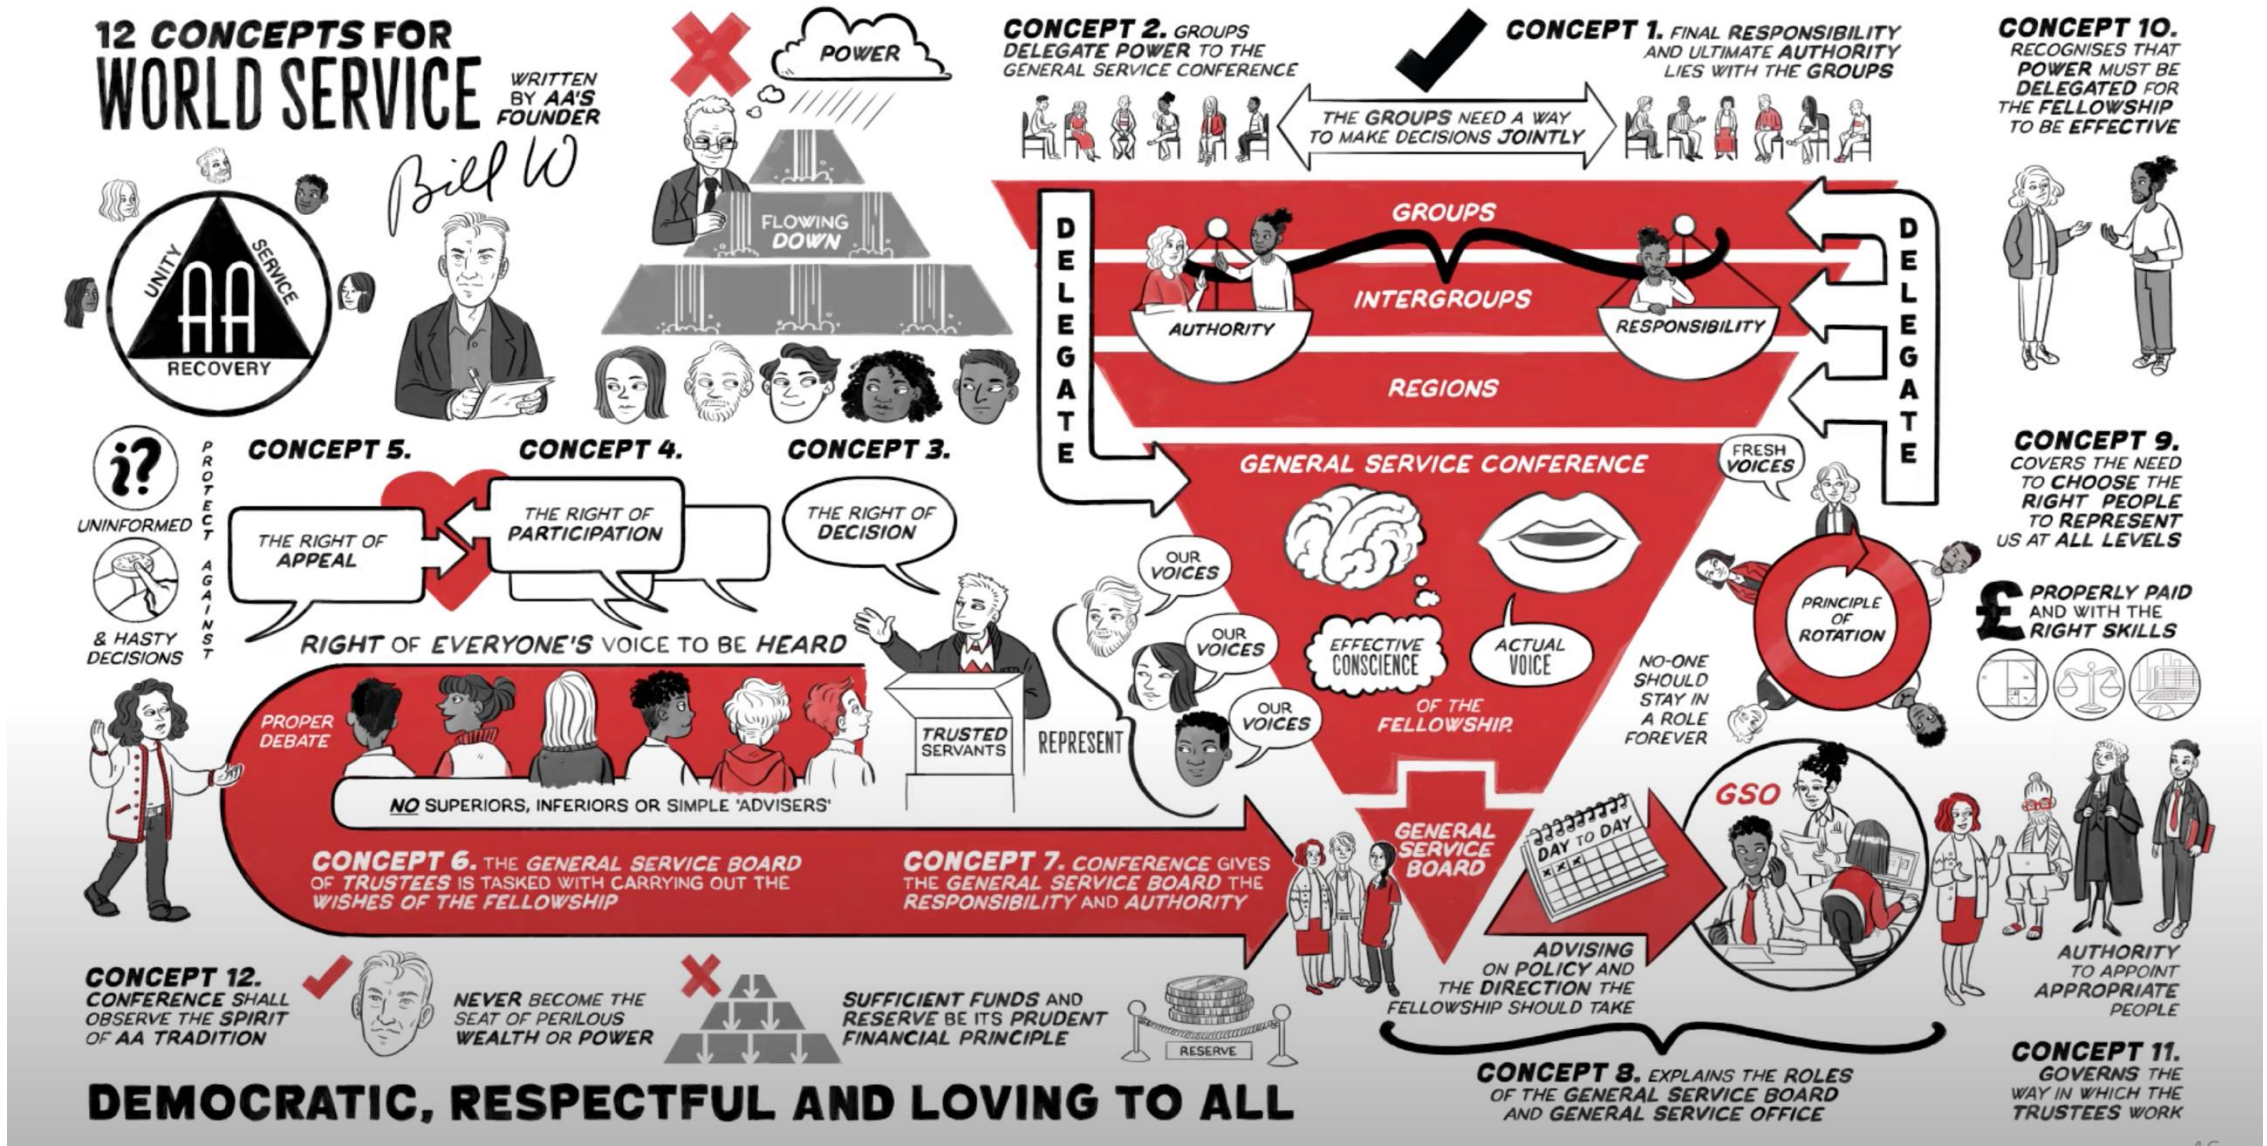 12 CONCEPTS FOR
WORLD SERVICE
WRITTEN
BY AA'S
FOUNDER
Bill W
UNITY
SERVICE
RECOVERY
AA
POWER
FLOWING
DOWN
CONCEPT 2. GROUPS
DELEGATE POWER TO THE
GENERAL SERVICE CONFERENCE
CONCEPT 1. FINAL RESPONSIBILITY
AND ULTIMATE AUTHORITY
LIES WITH THE GROUPS
THE GROUPS NEED A WAY
TO MAKE DECISIONS JOINTLY
CONCEPT 10.
RECOGNISES THAT
POWER MUST BE
DELEGATED FOR
THE FELLOWSHIP
TO BE EFFECTIVE
DELEGATE
GROUPS
INTERGROUPS
REGIONS
AUTHORITY
RESPONSIBILITY
DELEGATE
GENERAL SERVICE CONFERENCE
EFFECTIVE
CONSCIENCE
ACTUAL
VOICE
OF THE
FELLOWSHIP.
CONCEPT 5.
CONCEPT 4.
CONCEPT 3.
i?
UNINFORMED
& HASTY
DECISIONS
PROTECT AGAINST
THE RIGHT OF
APPEAL
THE RIGHT OF
PARTICIPATION
THE RIGHT OF
DECISION
RIGHT OF EVERYONE'S VOICE TO BE HEARD
PROPER
DEBATE
NO SUPERIORS, INFERIORS OR SIMPLE 'ADVISERS'
TRUSTED
SERVANTS
REPRESENT
OUR
VOICES
OUR
VOICES
OUR
VOICES
FRESH
VOICES
PRINCIPLE
OF
ROTATION
NO-ONE
SHOULD
STAY IN
A ROLE
FOREVER
CONCEPT 9.
COVERS THE NEED
TO CHOOSE THE
RIGHT PEOPLE
TO REPRESENT
US AT ALL LEVELS
£ PROPERLY PAID
AND WITH THE
RIGHT SKILLS
CONCEPT 6. THE GENERAL SERVICE BOARD
OF TRUSTEES IS TASKED WITH CARRYING OUT THE
WISHES OF THE FELLOWSHIP
CONCEPT 7. CONFERENCE GIVES
THE GENERAL SERVICE BOARD THE
RESPONSIBILITY AND AUTHORITY
GENERAL
SERVICE
BOARD
DAY TO DAY
GSO
ADVISING
ON POLICY AND
THE DIRECTION THE
FELLOWSHIP SHOULD TAKE
AUTHORITY
TO APPOINT
APPROPRIATE
PEOPLE
CONCEPT 12.
CONFERENCE SHALL
OBSERVE THE SPIRIT
OF AA TRADITION
NEVER BECOME THE
SEAT OF PERILOUS
WEALTH OR POWER
SUFFICIENT FUNDS AND
RESERVE BE ITS PRUDENT
FINANCIAL PRINCIPLE
RESERVE
CONCEPT 8. EXPLAINS THE ROLES
OF THE GENERAL SERVICE BOARD
AND GENERAL SERVICE OFFICE
CONCEPT 11.
GOVERNS THE
WAY IN WHICH THE
TRUSTEES WORK
DEMOCRATIC, RESPECTFUL AND LOVING TO ALL